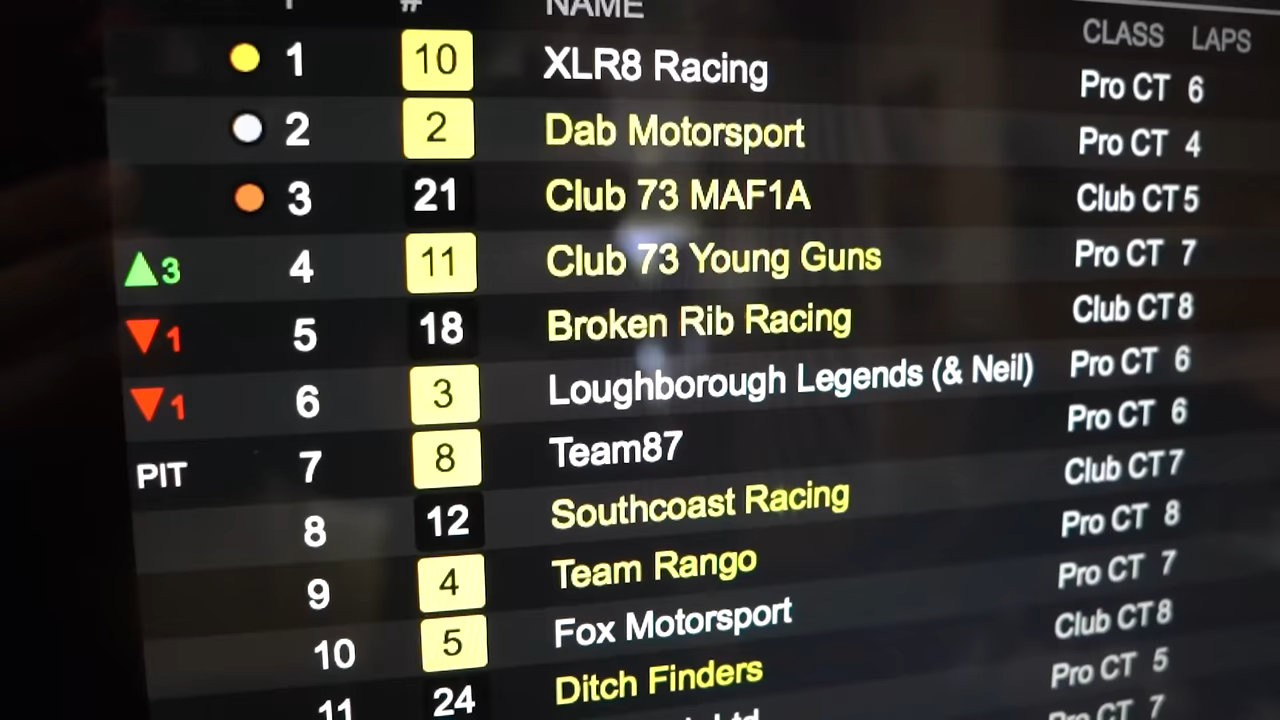 # NAME CLASS LAPS
1 10 XLR8 Racing Pro CT 6
2 2 Dab Motorsport Pro CT 4
3 21 Club 73 MAF1A Club CT 5
3 4 11 Club 73 Young Guns Pro CT 7
1 5 18 Broken Rib Racing Club CT 8
1 6 3 Loughborough Legends (& Neil) Pro CT 6
PIT 7 8 Team87 Pro CT 6
8 12 Southcoast Racing Club CT 7
9 4 Team Rango Pro CT 8
10 5 Fox Motorsport Pro CT 7
11 24 Ditch Finders Club CT 8
Ltd Pro CT 5
Pro CT 7